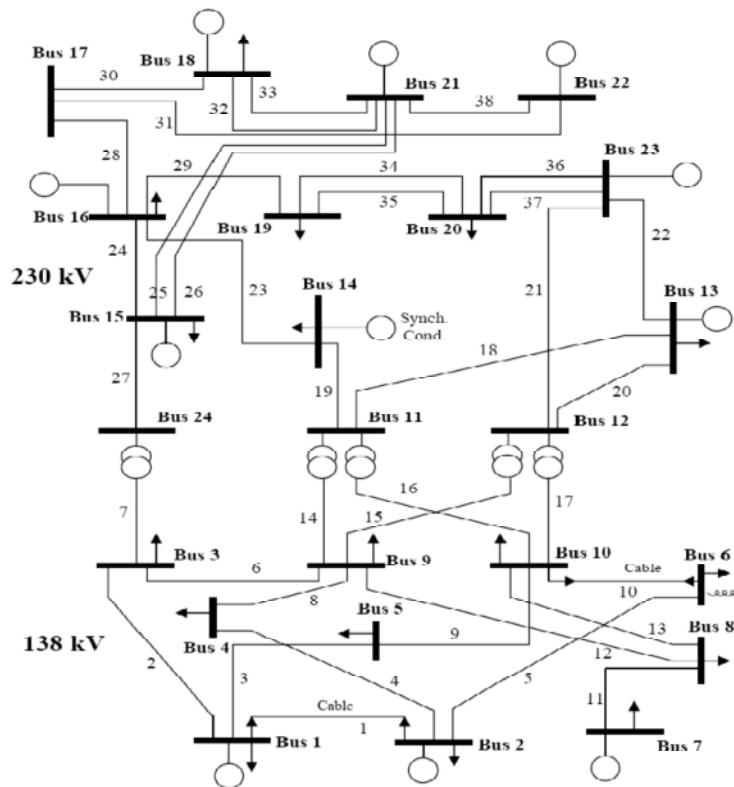 Bus 18
Bus 17
Bus 21
Bus 22
30
33
32
38
31
Bus 23
28
29
34
36
35
37
Bus 16
Bus 19
Bus 20
22
24
230 kV
25
26
23
Bus 14
21
Bus 13
Bus 15
Synch.
Cond.
18
27
19
20
Bus 24
Bus 11
Bus 12
16
7
14
15
17
Bus 3
Bus 9
Bus 10
Cable
Bus 6
6
8
10
Bus 5
13
138 kV
Bus 4
9
12
Bus 8
2
3
4
5
Cable
11
1
Bus 1
Bus 2
Bus 7